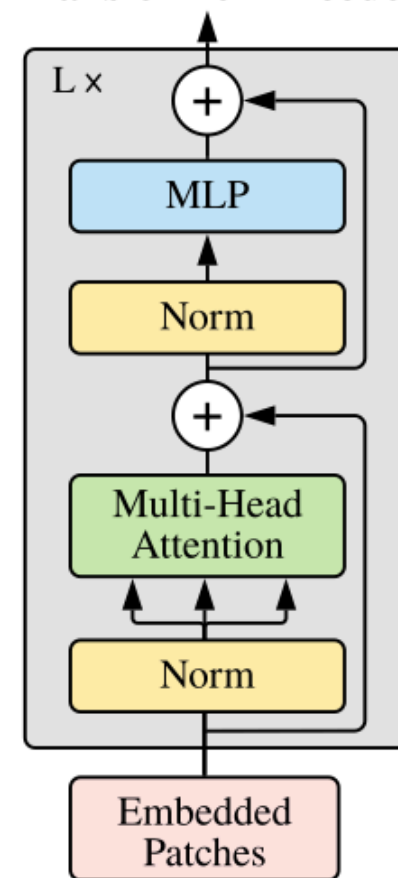 L ×
+
MLP
Norm
+
Multi-Head
Attention
Norm
Embedded
Patches